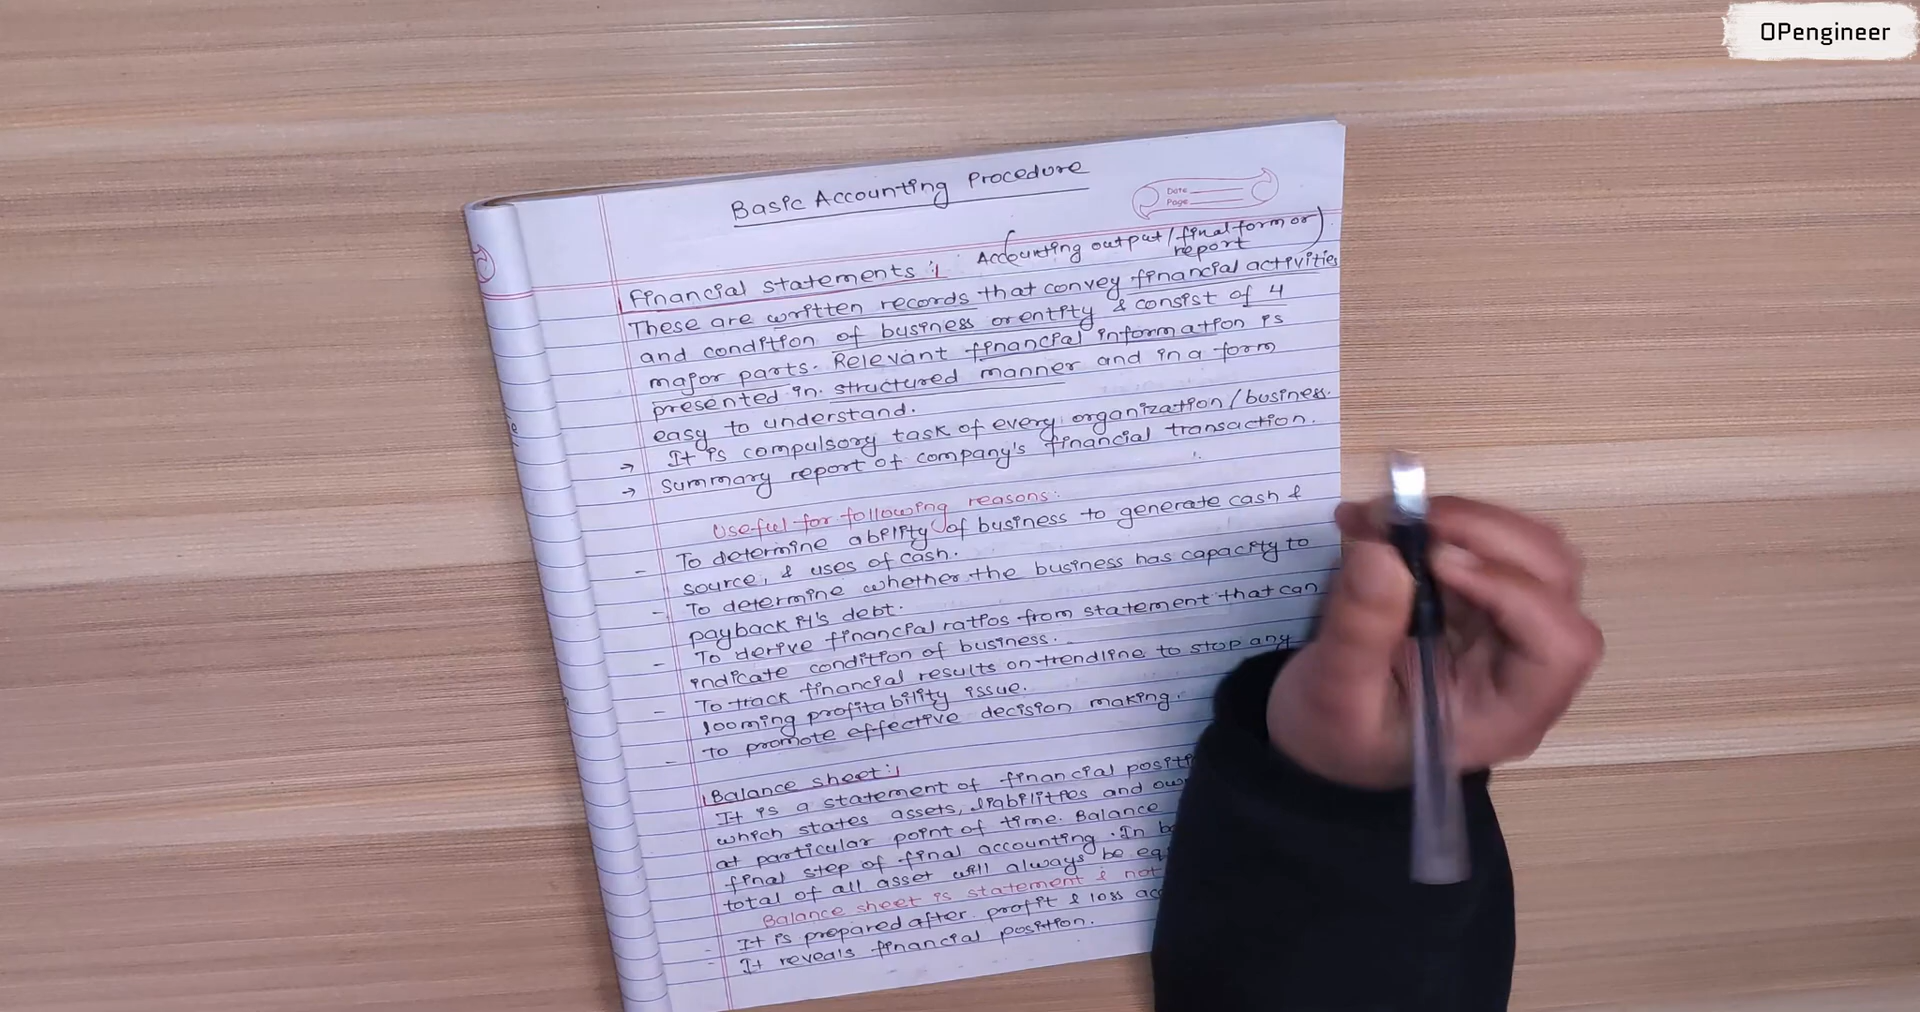 OPengineer
Basic Accounting Procedure
Date
Page
Financial statements : (Accounting output/final form or)
report
These are written records that convey financial activities
and condition of business or entity & consist of 4
major parts. Relevant financial information is
presented in structured manner and in a form
easy to understand.
→ It is compulsory task of every organization/business.
→ Summary report of company's financial transaction.
Useful for following reasons:
- To determine ability of business to generate cash &
source, & uses of cash.
- To determine whether the business has capacity to
payback it's debt.
- To derive financial ratios from statement that can
indicate condition of business.
- To track financial results on trendline to stop any
looming profitability issue.
- to promote effective decision making.
Balance sheet:
It is a statement of financial
which states assets, liabilities and
at particular point of time. Balance
final step of final accounting. In
total of all asset will always be
Balance sheet is statement & not
- It is prepared after profit & loss
- It reveals financial position.